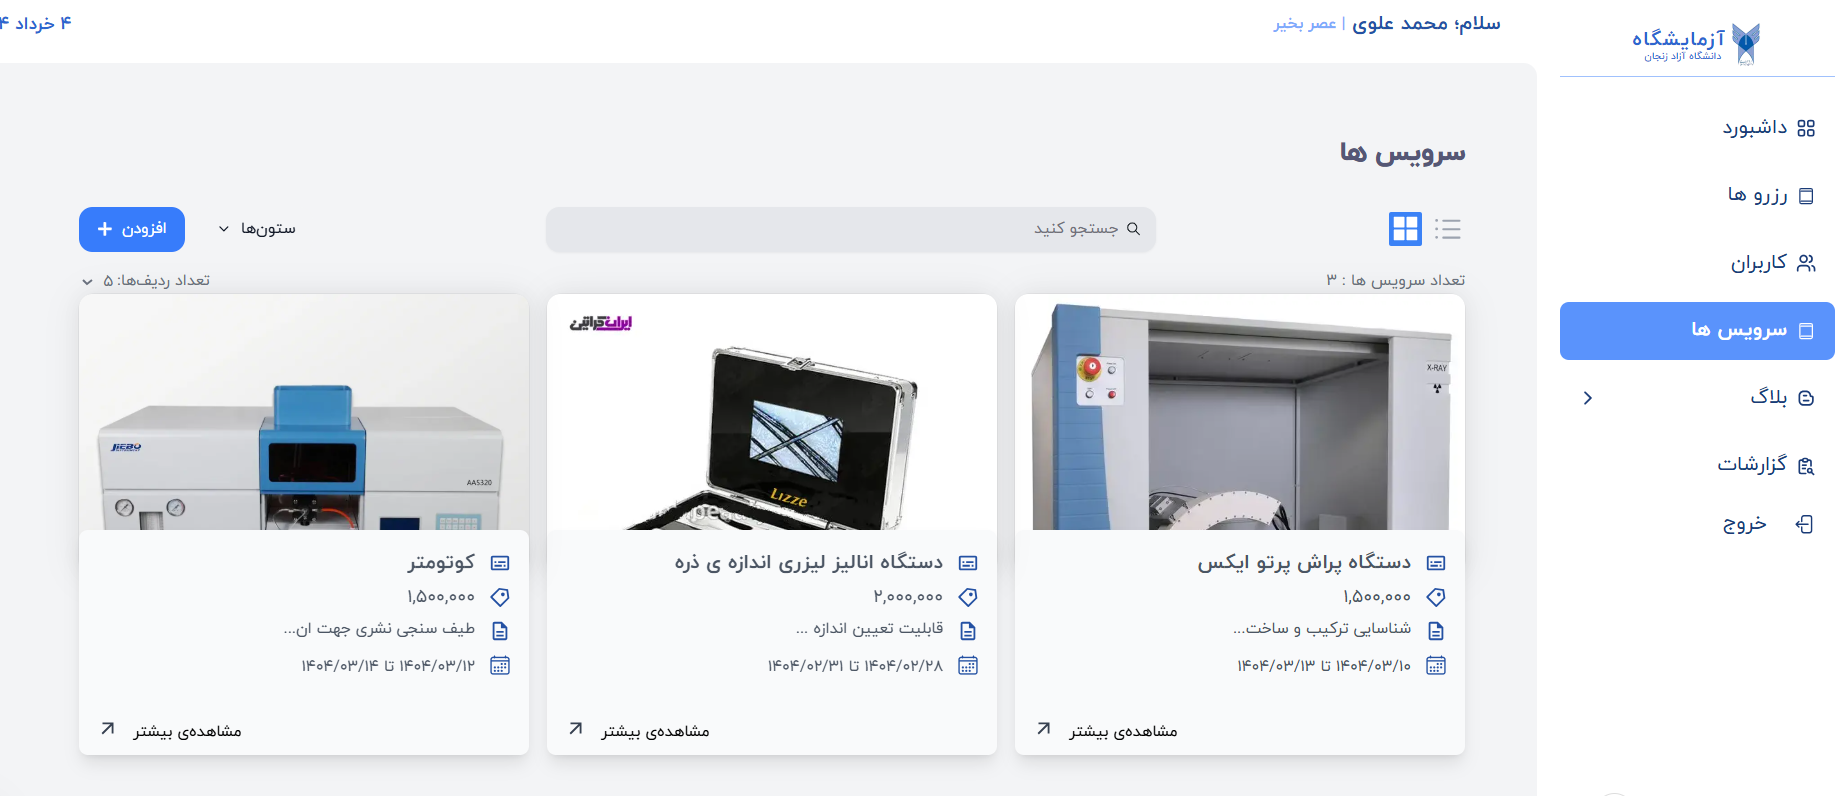 آزمایشگاه
دانشگاه آزاد زنجان
داشبورد
رزرو ها
کاربران
سرویس ها
بلاگ
گزارشات
خروج
سلام؛ محمد علوی | عصر بخیر
۴ خرداد ۴
سرویس ها
جستجو کنید
ستون‌ها
افزودن +
تعداد سرویس ها : ۳
تعداد ردیف‌ها: ۵
X-RAY
دستگاه پراش پرتو ایکس
۱,۵۰۰,۰۰۰
شناسایی ترکیب و ساخت...
۱۴۰۴/۰۳/۱۰ تا ۱۴۰۴/۰۳/۱۳
مشاهده‌ی بیشتر
ایران کراتین
Lizze
دستگاه انالیز لیزری اندازه ی ذره
۲,۰۰۰,۰۰۰
قابلیت تعیین اندازه ...
۱۴۰۴/۰۲/۲۸ تا ۱۴۰۴/۰۲/۳۱
مشاهده‌ی بیشتر
JIEBO
AA5320
کوتومتر
۱,۵۰۰,۰۰۰
طیف سنجی نشری جهت ان...
۱۴۰۴/۰۳/۱۲ تا ۱۴۰۴/۰۳/۱۴
مشاهده‌ی بیشتر